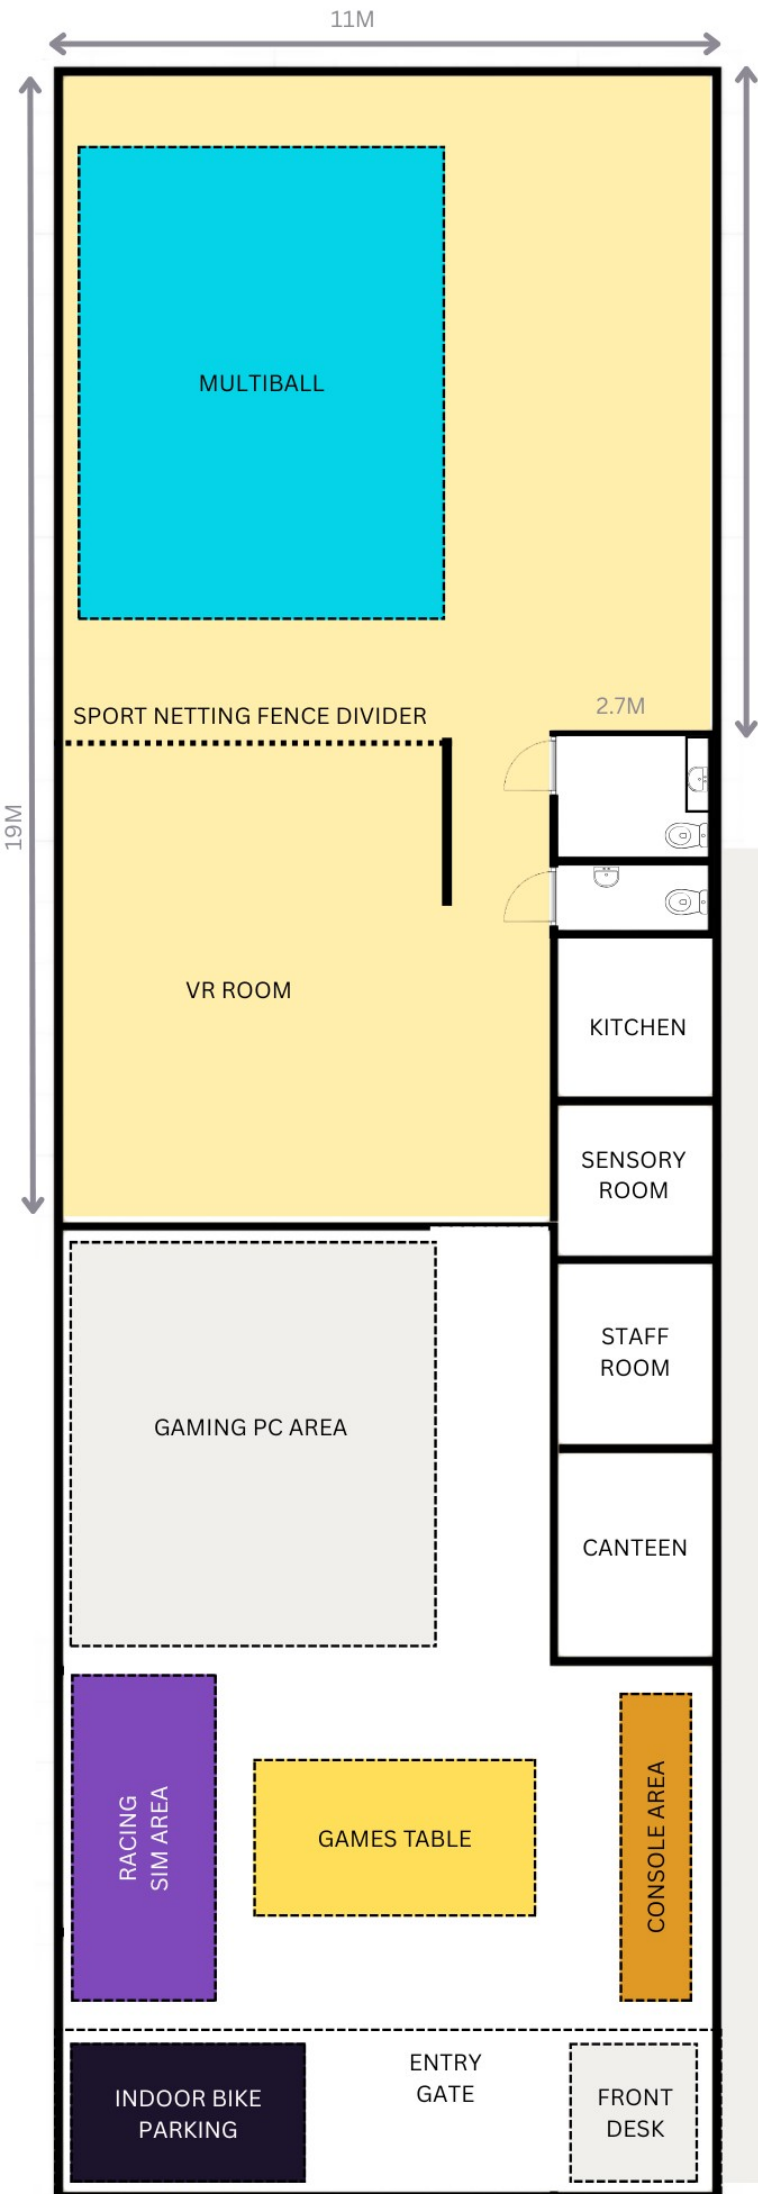 11M
MULTIBALL
SPORT NETTING FENCE DIVIDER
2.7M
19M
VR ROOM
KITCHEN
SENSORY
ROOM
STAFF
ROOM
GAMING PC AREA
CANTEEN
RACING
SIM AREA
GAMES TABLE
CONSOLE AREA
INDOOR BIKE
PARKING
ENTRY
GATE
FRONT
DESK